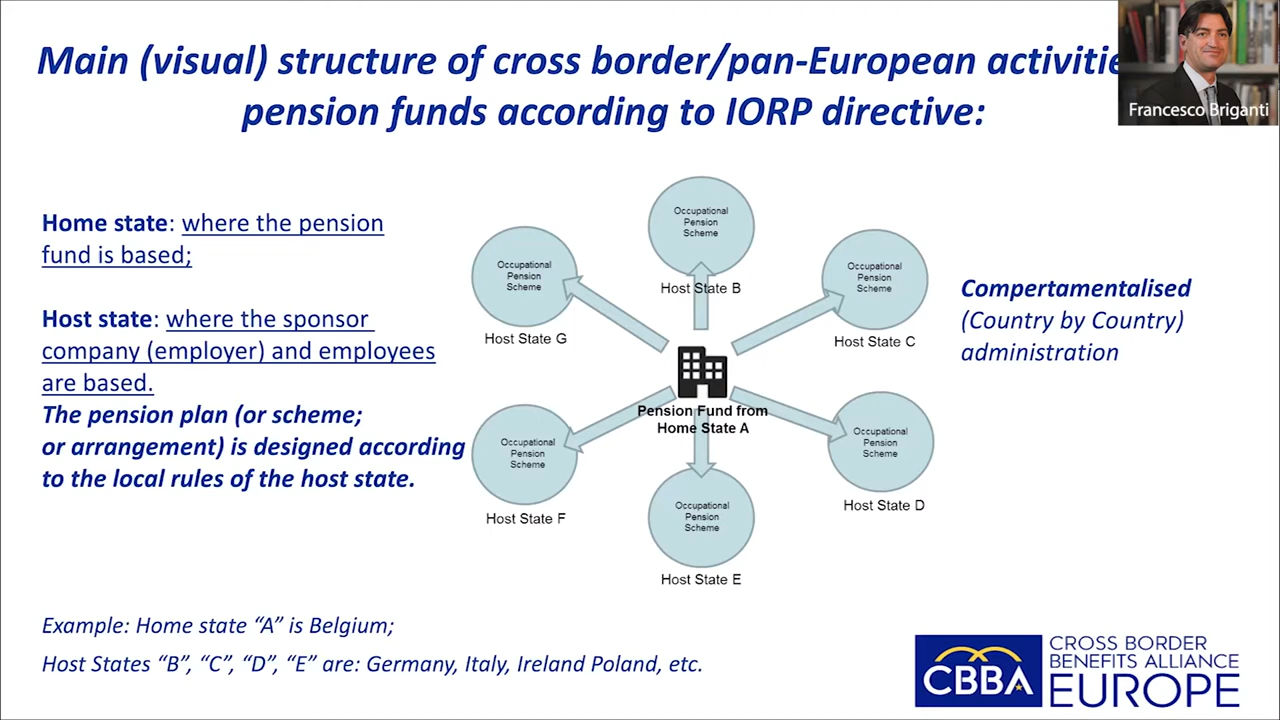 Main (visual) structure of cross border/pan-European activitie
pension funds according to IORP directive:
Francesco Briganti
Home state: where the pension
fund is based;
Host state: where the sponsor
company (employer) and employees
are based.
The pension plan (or scheme;
or arrangement) is designed according
to the local rules of the host state.
Occupational
Pension
Scheme
Host State B
Occupational
Pension
Scheme
Host State G
Occupational
Pension
Scheme
Host State C
Pension Fund from
Home State A
Occupational
Pension
Scheme
Host State F
Occupational
Pension
Scheme
Host State D
Occupational
Pension
Scheme
Host State E
Compertamentalised
(Country by Country)
administration
Example: Home state “A” is Belgium;
Host States “B”, “C”, “D”, “E” are: Germany, Italy, Ireland Poland, etc.
CBBA
CROSS BORDER
BENEFITS ALLIANCE
EUROPE